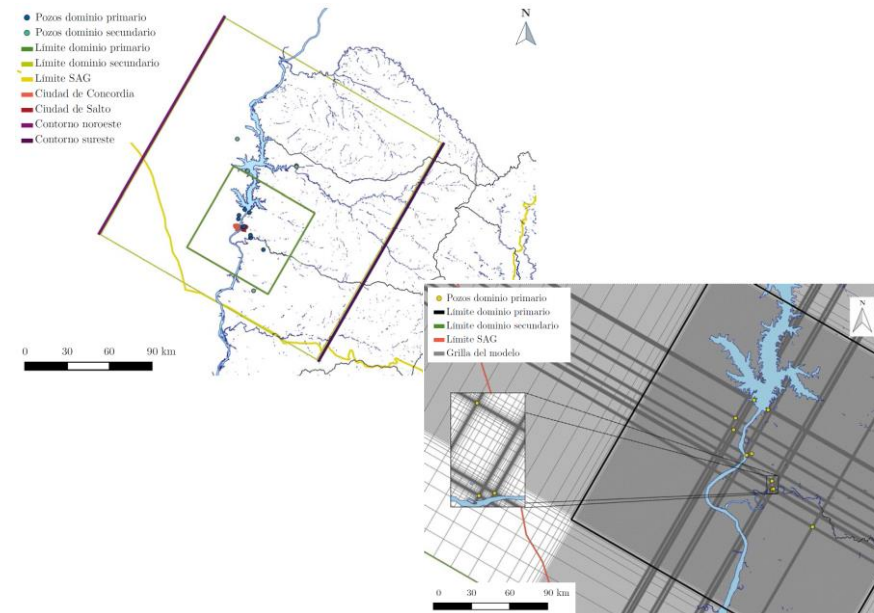 Pozos dominio primario
Pozos dominio secundario
Límite dominio primario
Límite dominio secundario
Límite SAG
Ciudad de Concordia
Ciudad de Salto
Contorno noroeste
Contorno sureste
N
0 30 60 90 km
Pozos dominio primario
Límite dominio primario
Límite dominio secundario
Límite SAG
Grilla del modelo
N
0 30 60 90 km